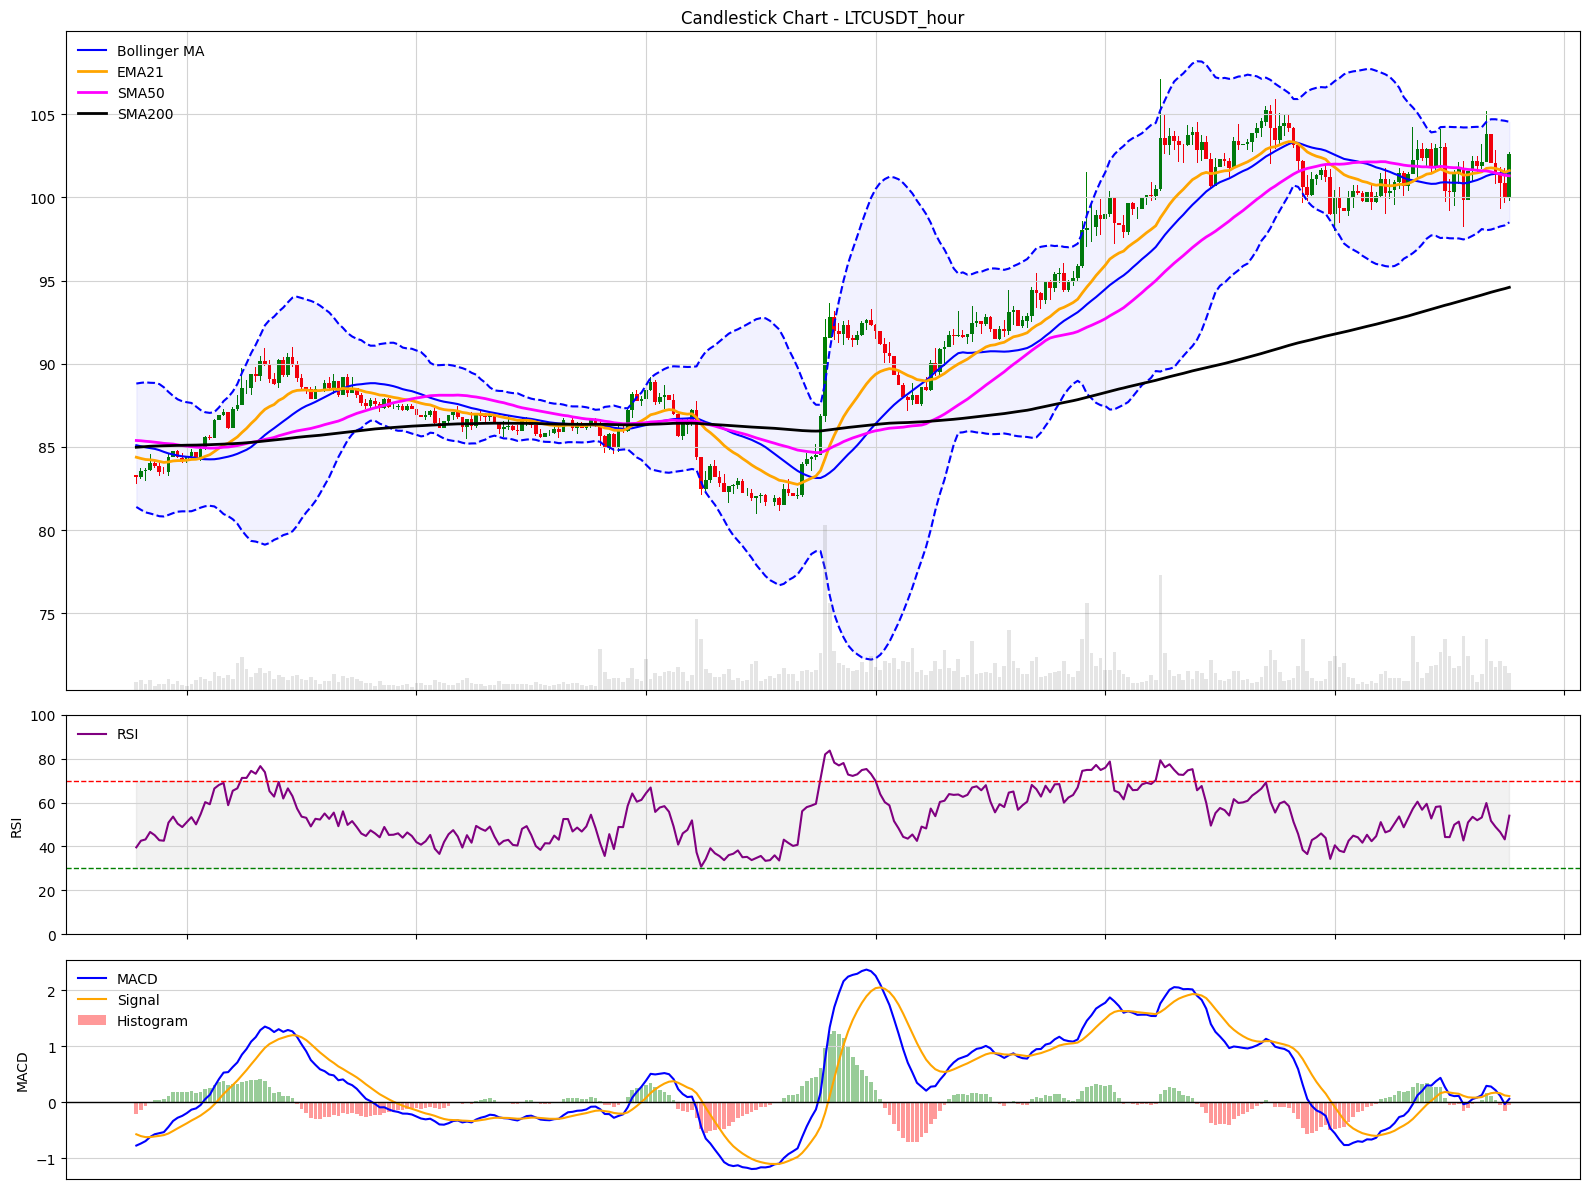 Candlestick Chart - LTCUSDT_hour
Bollinger MA
EMA21
SMA50
SMA200
105
100
95
90
85
80
75
RSI
100
80
60
40
20
0
RSI
MACD
Signal
Histogram
2
1
0
−1
MACD